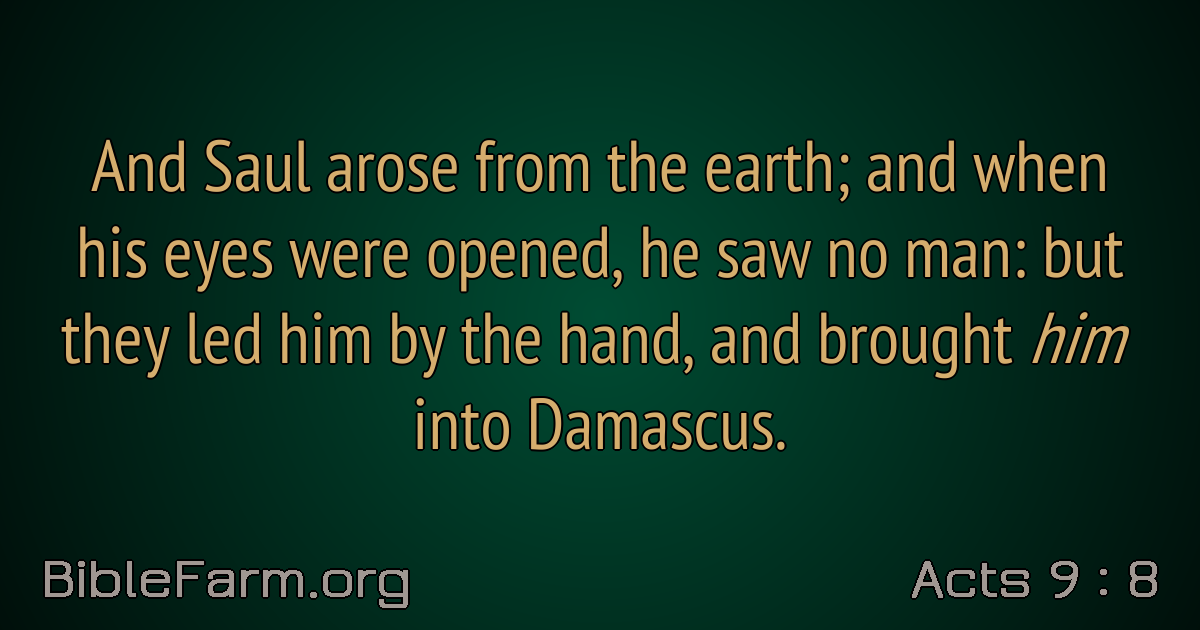 And Saul arose from the earth; and when
his eyes were opened, he saw no man: but
they led him by the hand, and brought him
into Damascus.
BibleFarm.org
Acts 9 : 8